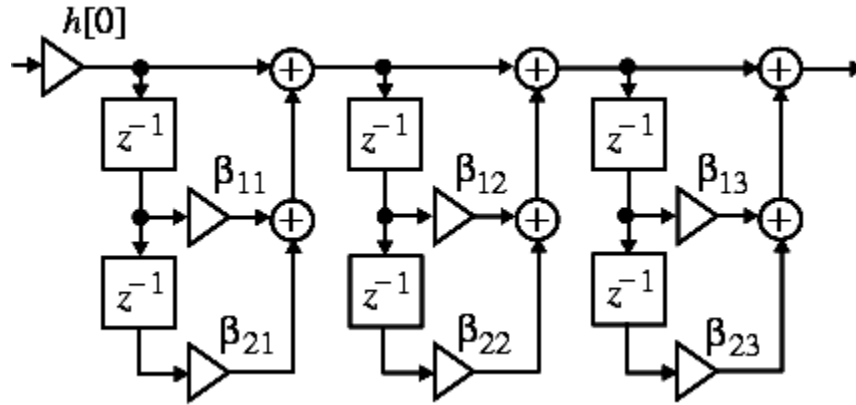 h[0]
+ + +
z⁻¹ z⁻¹ z⁻¹
β₁₁ β₁₂ β₁₃
+ + +
z⁻¹ z⁻¹ z⁻¹
β₂₁ β₂₂ β₂₃